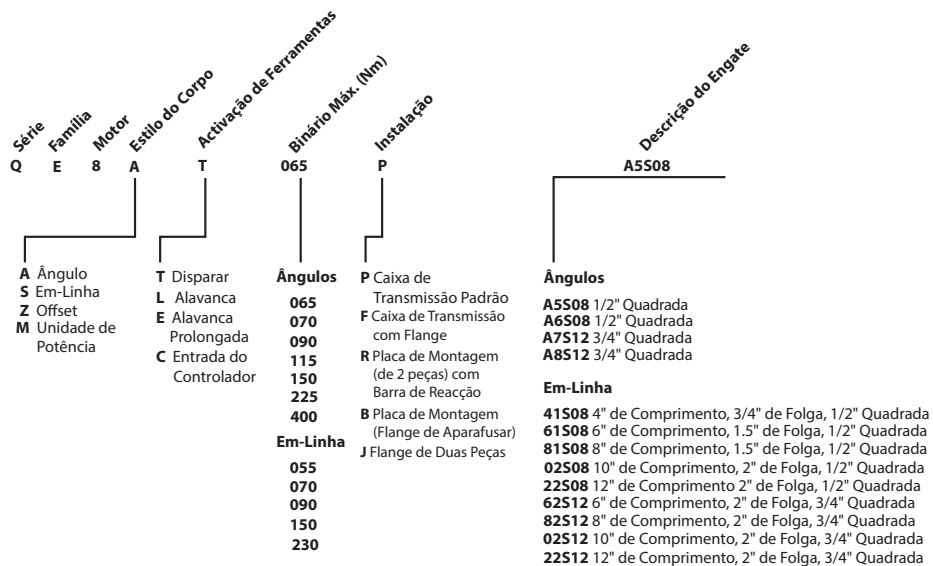 Série Família Motor Estilo do Corpo Activação de Ferramentas Binário Máx. (Nm) Instalação Descrição do Engate
Q E 8 A T 065 P A5S08
A Ângulo
S Em-Linha
Z Offset
M Unidade de
Potência
T Disparar
L Alavanca
E Alavanca
Prolongada
C Entrada do
Controlador
Ângulos
065
070
090
115
150
225
400
Em-Linha
055
070
090
150
230
P Caixa de
Transmissão Padrão
F Caixa de Transmissão
com Flange
R Placa de Montagem
(de 2 peças) com
Barra de Reacção
B Placa de Montagem
(Flange de Aparafusar)
J Flange de Duas Peças
Ângulos
A5S08 1/2" Quadrada
A6S08 1/2" Quadrada
A7S12 3/4" Quadrada
A8S12 3/4" Quadrada
Em-Linha
41S08 4" de Comprimento, 3/4" de Folga, 1/2" Quadrada
61S08 6" de Comprimento, 1.5" de Folga, 1/2" Quadrada
81S08 8" de Comprimento, 1.5" de Folga, 1/2" Quadrada
02S08 10" de Comprimento, 2" de Folga, 1/2" Quadrada
22S08 12" de Comprimento 2" de Folga, 1/2" Quadrada
62S12 6" de Comprimento, 2" de Folga, 3/4" Quadrada
82S12 8" de Comprimento, 2" de Folga, 3/4" Quadrada
02S12 10" de Comprimento, 2" de Folga, 3/4" Quadrada
22S12 12" de Comprimento, 2" de Folga, 3/4" Quadrada